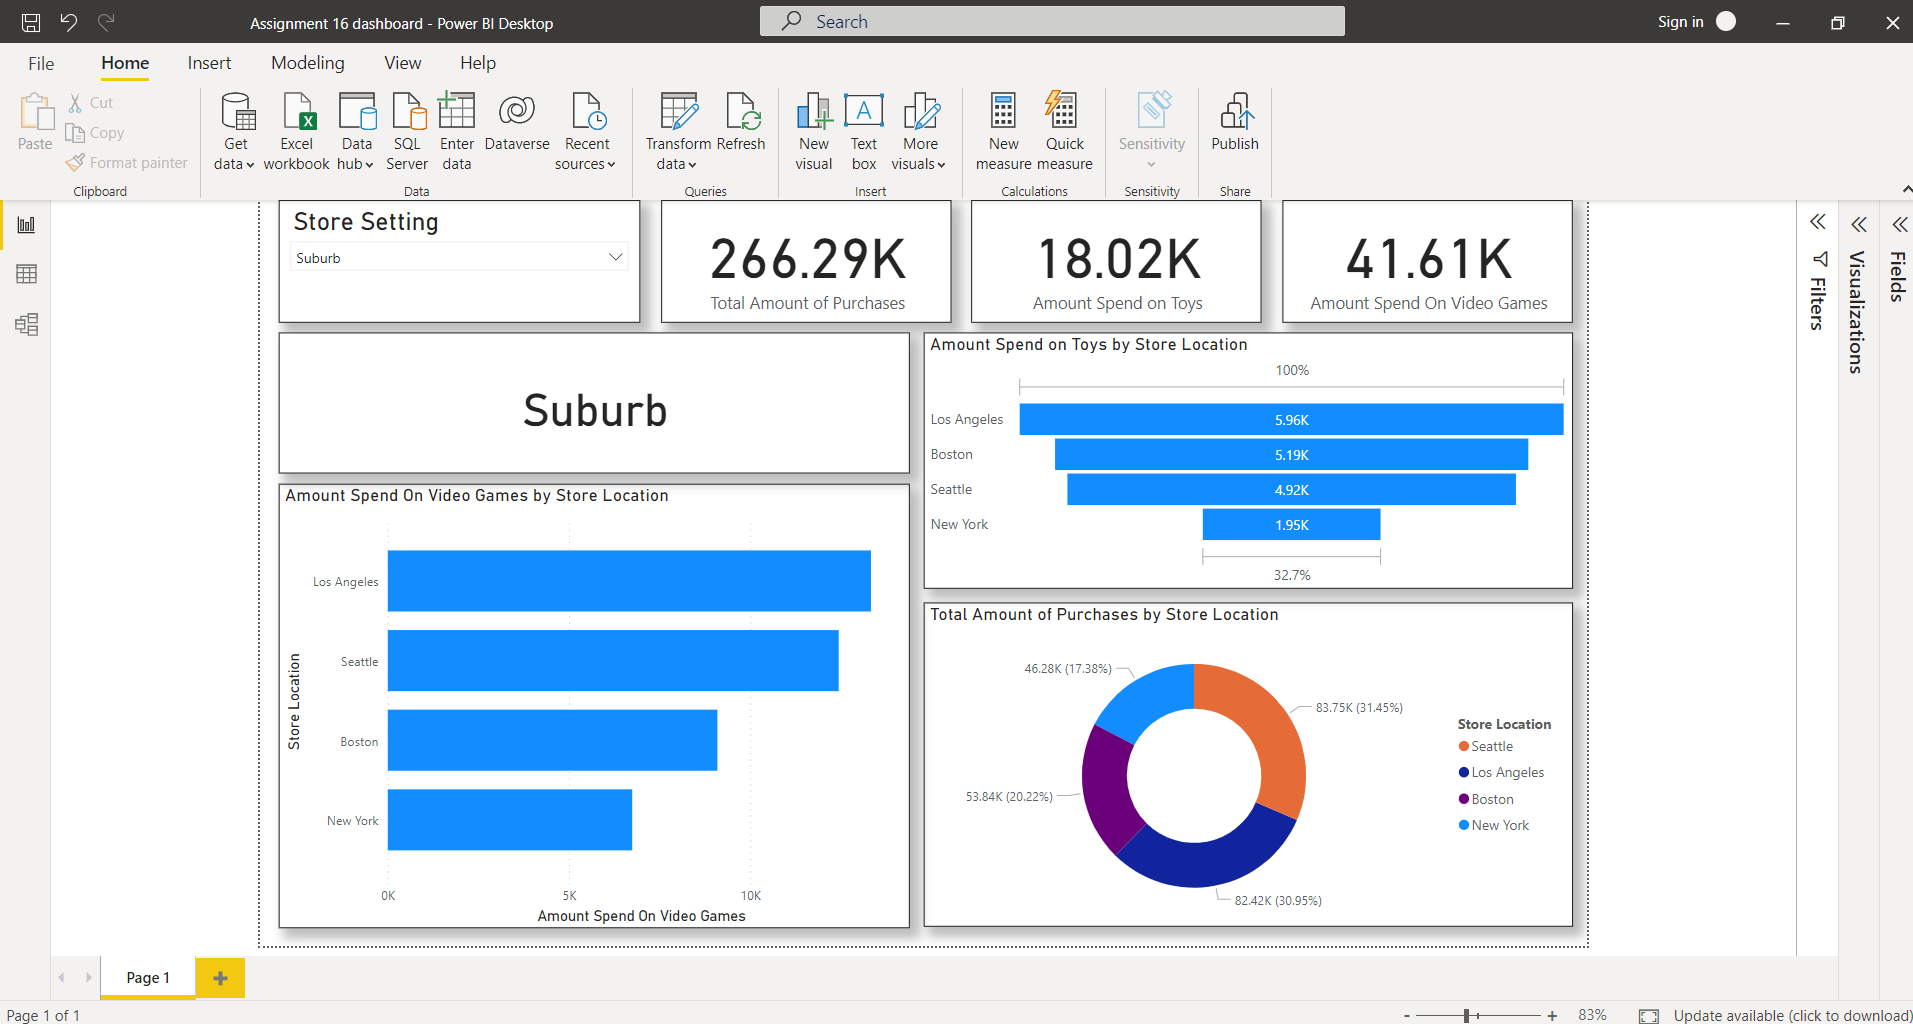 Assignment 16 dashboard - Power BI Desktop
Search
Sign in
File
Home
Insert
Modeling
View
Help
Paste
Cut
Copy
Format painter
Clipboard
Get data
Excel workbook
Data hub
SQL Server
Enter data
Dataverse
Recent sources
Data
Transform data
Refresh
Queries
New visual
Text box
More visuals
Insert
New measure
Quick measure
Calculations
Sensitivity
Sensitivity
Publish
Share
Store Setting
Suburb
266.29K
Total Amount of Purchases
18.02K
Amount Spend on Toys
41.61K
Amount Spend On Video Games
Filters
Visualizations
Fields
Suburb
Amount Spend on Toys by Store Location
100%
Los Angeles
5.96K
Boston
5.19K
Seattle
4.92K
New York
1.95K
32.7%
Amount Spend On Video Games by Store Location
Store Location
Los Angeles
Seattle
Boston
New York
0K
5K
10K
Amount Spend On Video Games
Total Amount of Purchases by Store Location
46.28K (17.38%)
83.75K (31.45%)
53.84K (20.22%)
82.42K (30.95%)
Store Location
Seattle
Los Angeles
Boston
New York
Page 1
Page 1 of 1
83%
Update available (click to download)